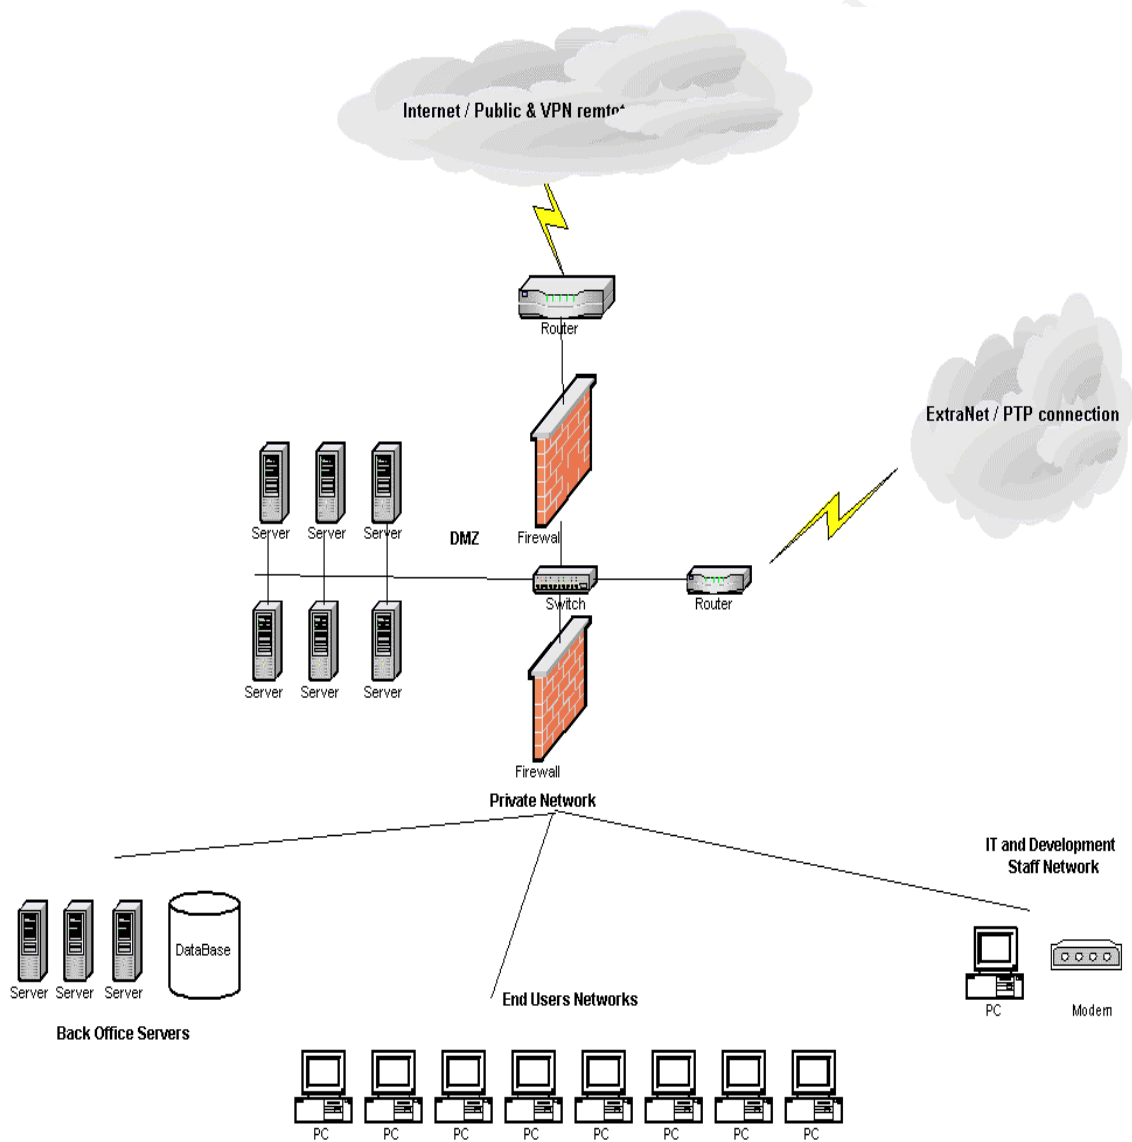 Internet / Public & VPN remtot
Router
ExtraNet / PTP connection
Firewal
Server Server Server
DMZ
Switch
Router
Server Server Server
Firewall
Private Network
IT and Development
Staff Network
DataBase
Server Server Server
End Users Networks
PC
Modem
Back Office Servers
PC PC PC PC PC PC PC PC